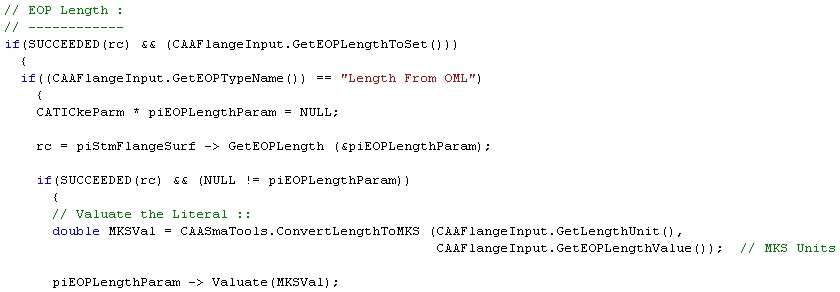 // EOP Length :
// ------------
if(SUCCEEDED(rc) && (CAAFlangeInput.GetEOPLengthToSet()))
{
if((CAAFlangeInput.GetEOPTypeName()) == "Length From OML")
{
CATICkeParm * piEOPLengthParam = NULL;
rc = piStmFlangeSurf -> GetEOPLength (&piEOPLengthParam);
if(SUCCEEDED(rc) && (NULL != piEOPLengthParam))
{
// Valuate the Literal ::
double MKSVal = CAASmaTools.ConvertLengthToMKS (CAAFlangeInput.GetLengthUnit(),
CAAFlangeInput.GetEOPLengthValue()); // MKS Units
piEOPLengthParam -> Valuate(MKSVal);